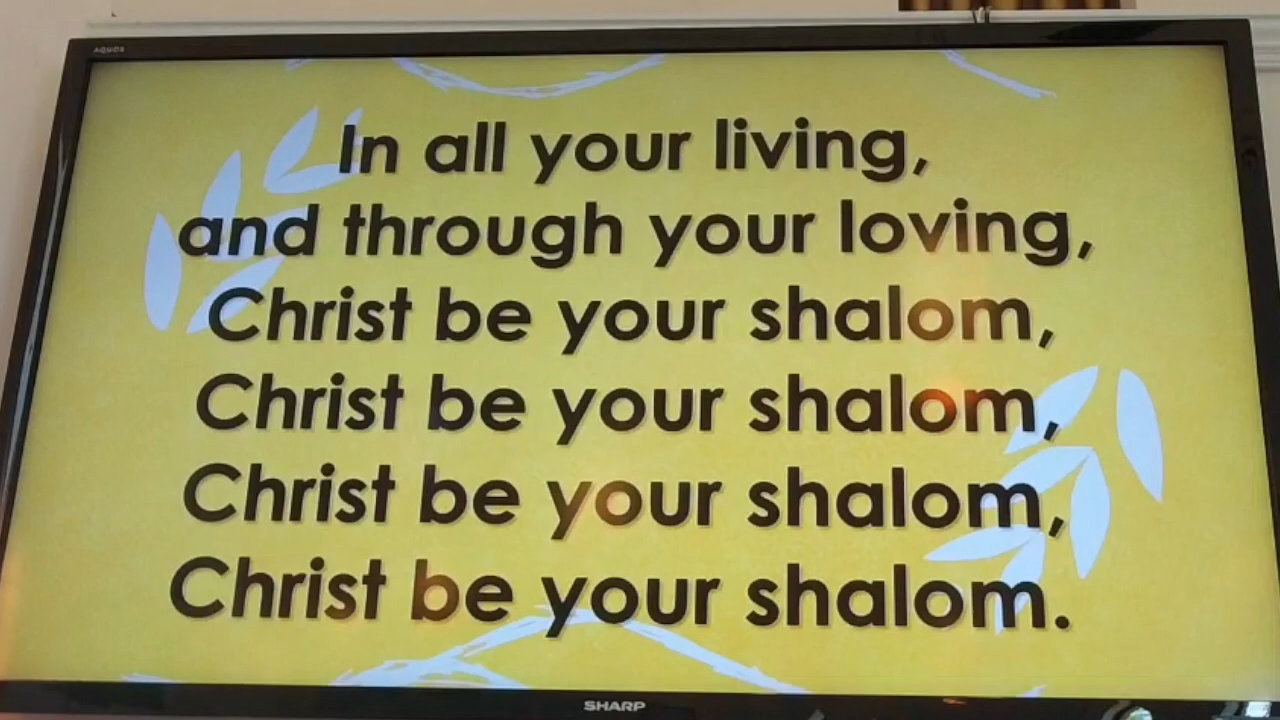 AQUOS
In all your living,
and through your loving,
Christ be your shalom,
Christ be your shalom,
Christ be your shalom,
Christ be your shalom.
SHARP